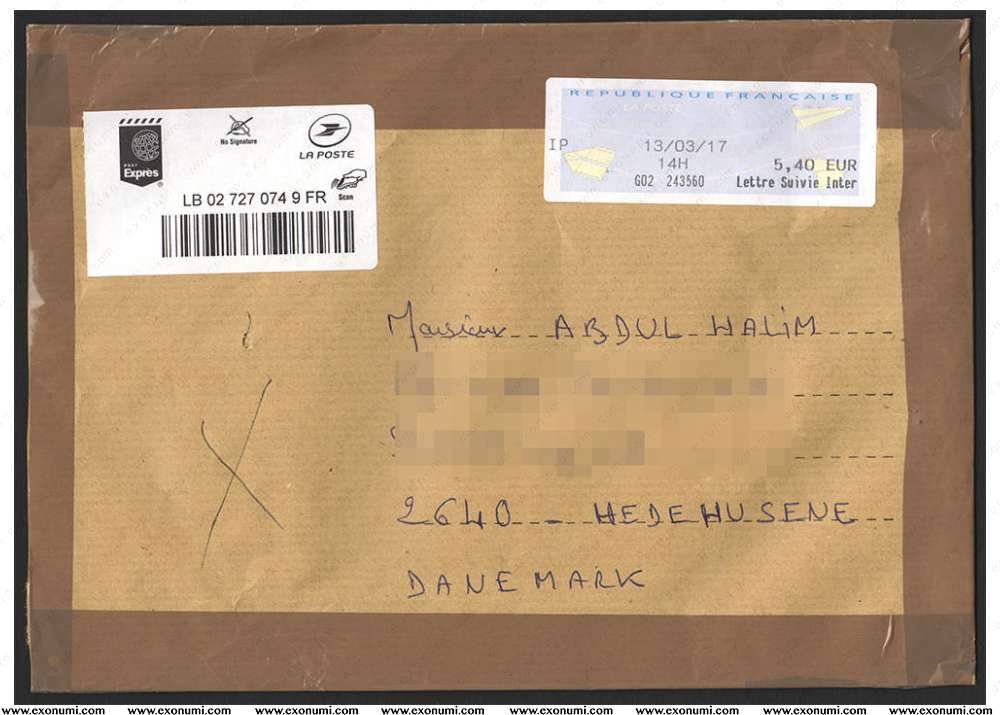 POST
Exprès
No Signature
LA POSTE
LB 02 727 074 9 FR
Scan
REPUBLIQUE FRANÇAISE
LA POSTE
IP
13/03/17
14H
5,40 EUR
G02 243560
Lettre Suivie Inter
Monsieur ABDUL HALIM
2640 HEDEHUSENE
DANEMARK
www.exonumi.com www.exonumi.com www.exonumi.com www.exonumi.com www.exonumi.com www.exonumi.com www.exonumi.com www.exonumi.com